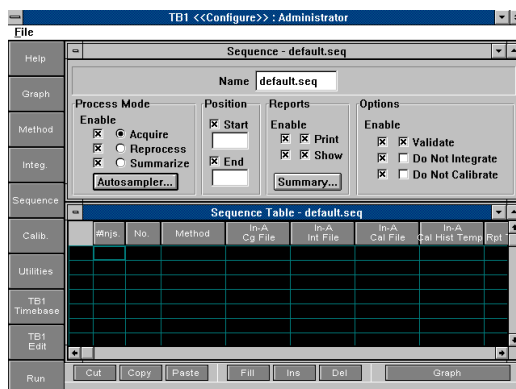 TB1 <<Configure>> : Administrator
File
Help
Graph
Method
Integ.
Sequence
Calib.
Utilities
TB1
Timebase
TB1
Edit
Run
Sequence - default.seq
Name default.seq
Process Mode
Enable
Acquire
Reprocess
Summarize
Autosampler...
Position
Start
End
Reports
Enable
Print
Show
Summary...
Options
Enable
Validate
Do Not Integrate
Do Not Calibrate
Sequence Table - default.seq
#njs. No. Method In-A Cg File In-A Int File In-A Cal File In-A Cal Hist Temp Rpt
Cut Copy Paste Fill Ins Del Graph